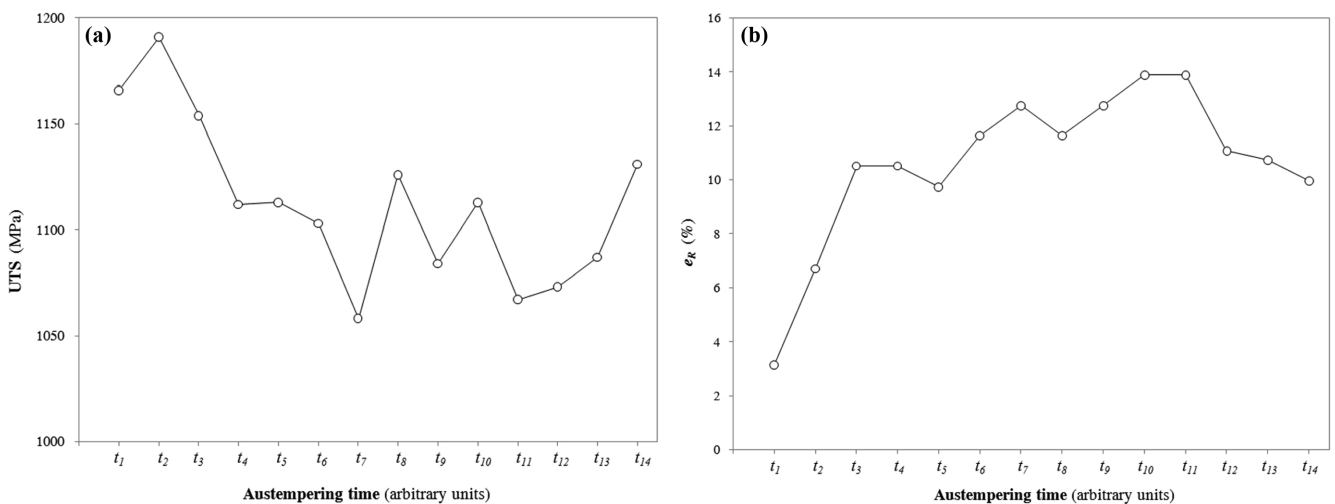 (a)
1200
1150
1100
1050
1000
UTS (MPa)
t1 t2 t3 t4 t5 t6 t7 t8 t9 t10 t11 t12 t13 t14
Austempering time (arbitrary units)
(b)
16
14
12
10
8
6
4
2
0
eR (%)
t1 t2 t3 t4 t5 t6 t7 t8 t9 t10 t11 t12 t13 t14
Austempering time (arbitrary units)